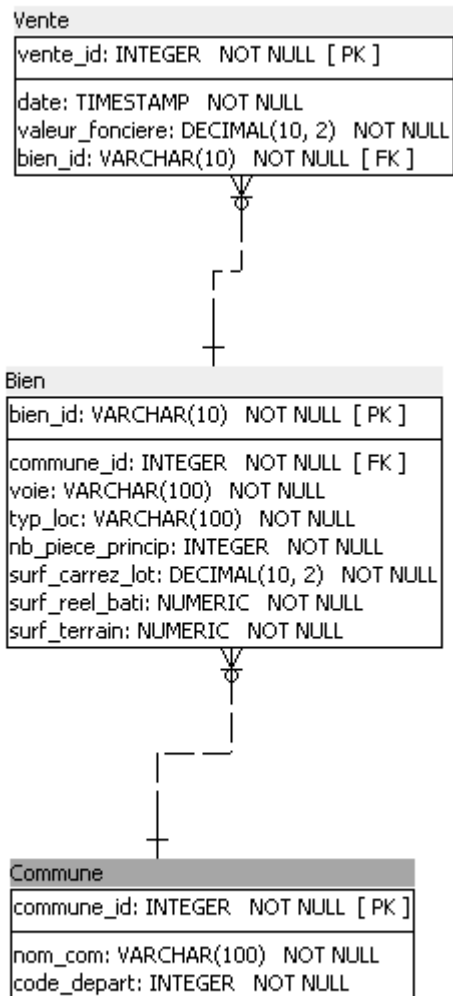 Vente
vente_id: INTEGER NOT NULL [ PK ]
date: TIMESTAMP NOT NULL
valeur_fonciere: DECIMAL(10, 2) NOT NULL
bien_id: VARCHAR(10) NOT NULL [ FK ]
Bien
bien_id: VARCHAR(10) NOT NULL [ PK ]
commune_id: INTEGER NOT NULL [ FK ]
voie: VARCHAR(100) NOT NULL
typ_loc: VARCHAR(100) NOT NULL
nb_piece_princip: INTEGER NOT NULL
surf_carrez_lot: DECIMAL(10, 2) NOT NULL
surf_reel_bati: NUMERIC NOT NULL
surf_terrain: NUMERIC NOT NULL
Commune
commune_id: INTEGER NOT NULL [ PK ]
nom_com: VARCHAR(100) NOT NULL
code_depart: INTEGER NOT NULL